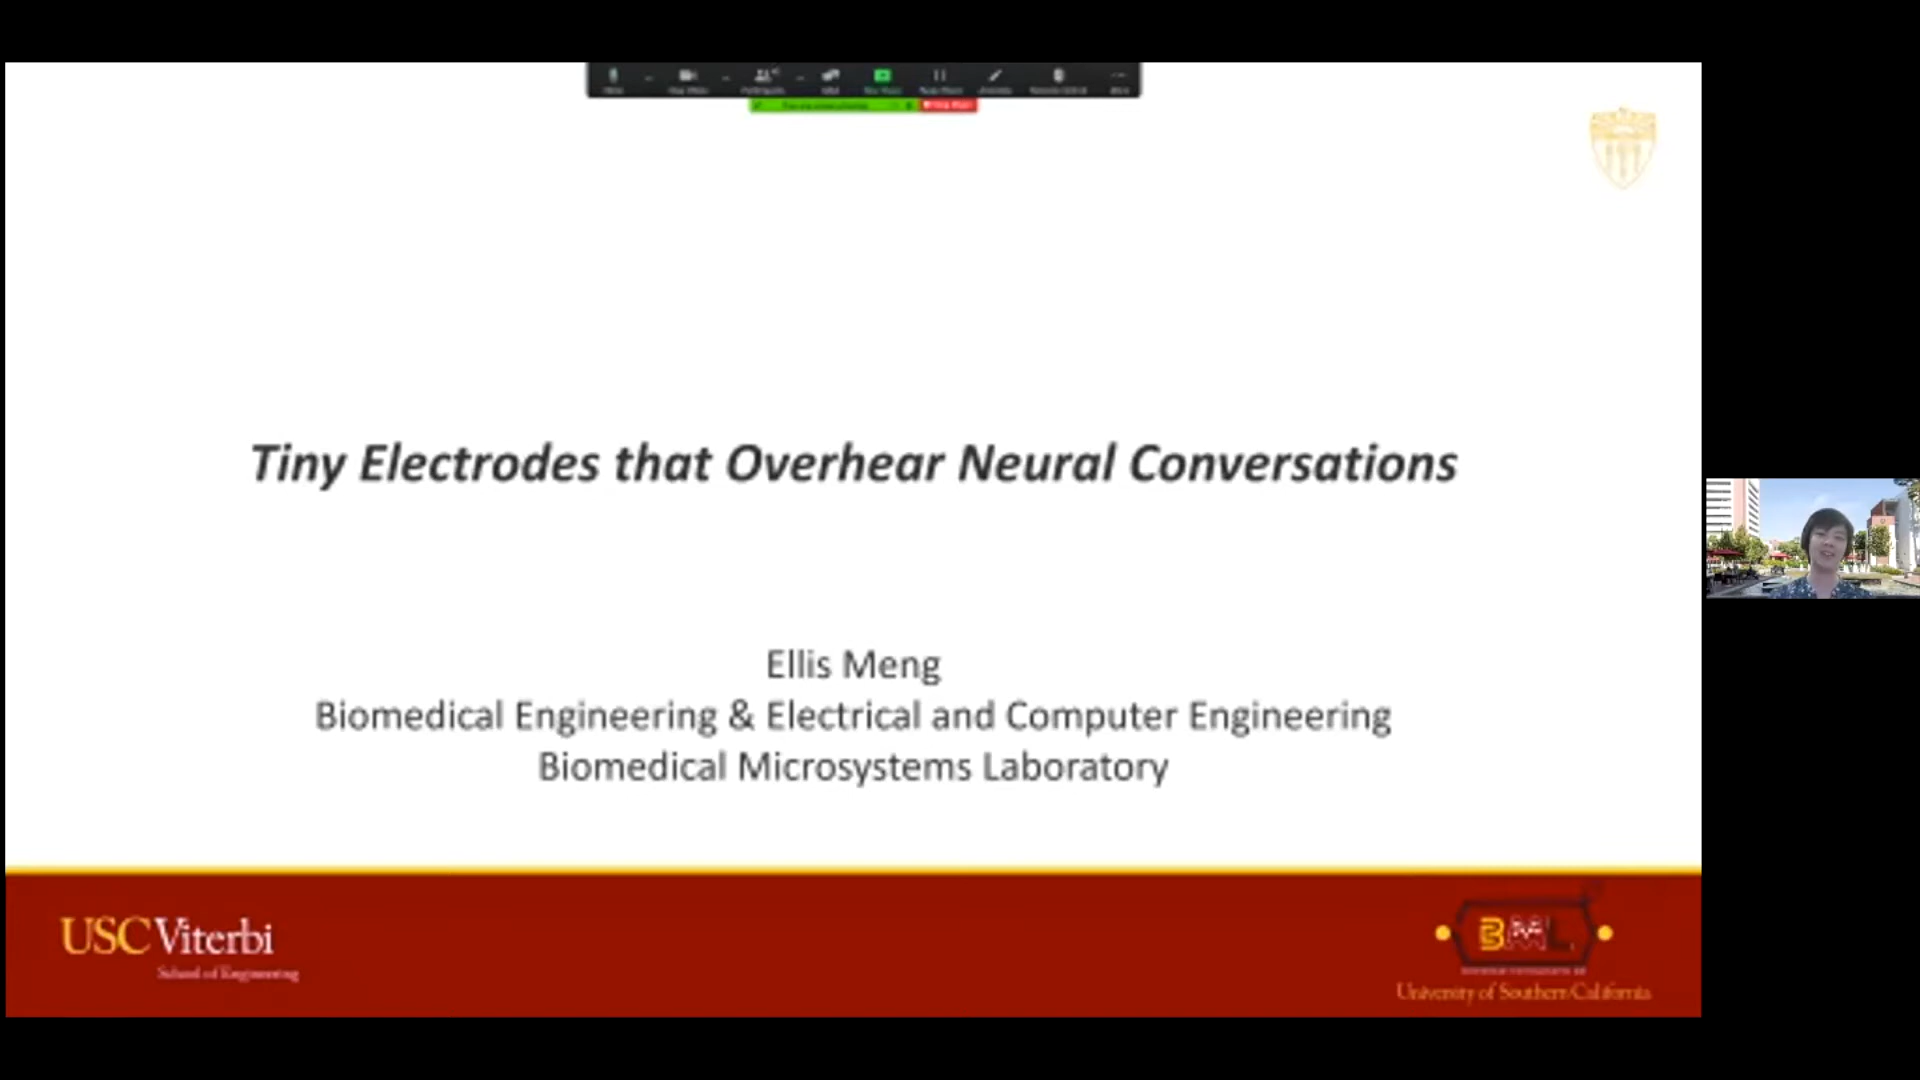 Tiny Electrodes that Overhear Neural Conversations
Ellis Meng
Biomedical Engineering & Electrical and Computer Engineering
Biomedical Microsystems Laboratory
USC Viterbi
School of Engineering
BML
University of Southern California